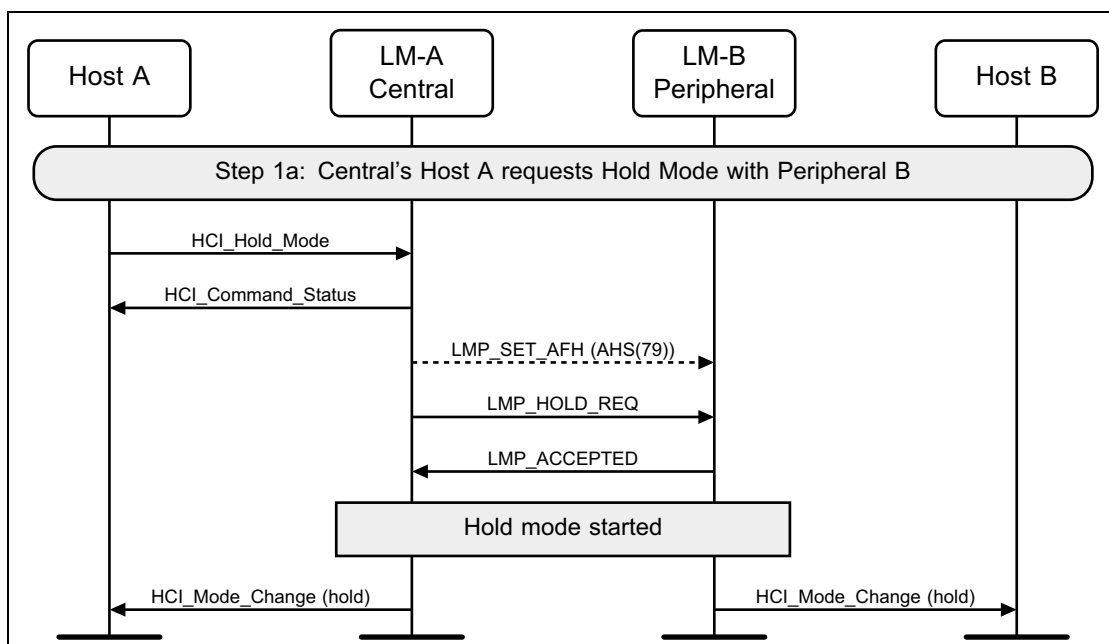 Host A
LM-A
Central
LM-B
Peripheral
Host B
Step 1a: Central's Host A requests Hold Mode with Peripheral B
HCI_Hold_Mode
HCI_Command_Status
LMP_SET_AFH (AHS(79))
LMP_HOLD_REQ
LMP_ACCEPTED
Hold mode started
HCI_Mode_Change (hold)
HCI_Mode_Change (hold)